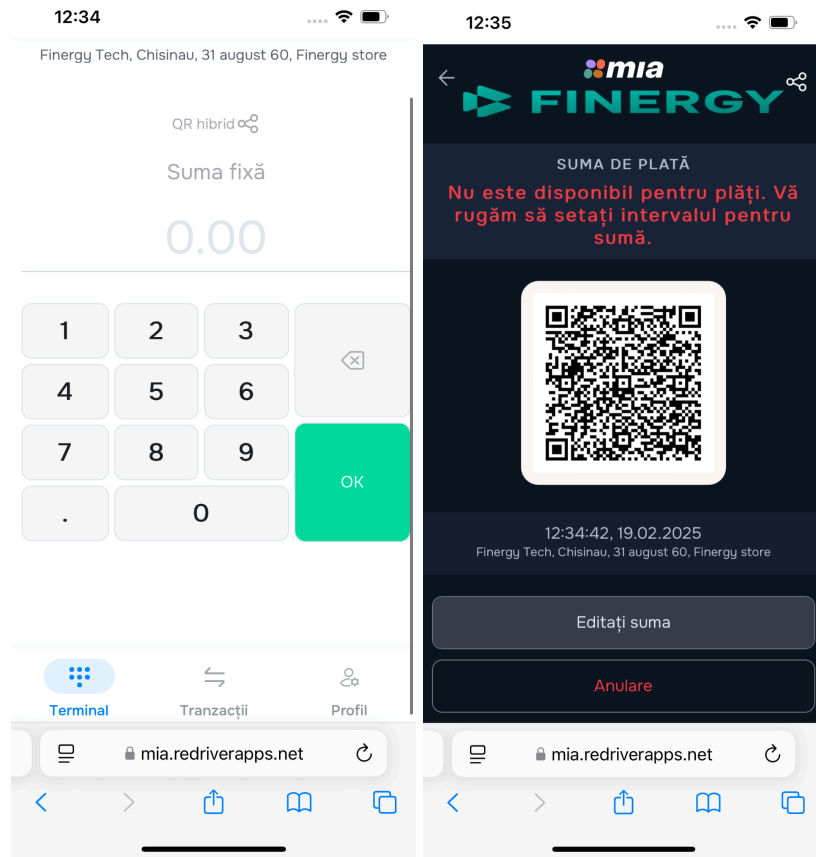 12:34
Finergy Tech, Chisinau, 31 august 60, Finergy store
QR hibrid
Suma fixă
0.00
1 2 3
4 5 6
7 8 9
OK
. 0
Terminal Tranzacții Profil
mia.redriverapps.net
12:35
mia
FINERGY
SUMA DE PLATĂ
Nu este disponibil pentru plăți. Vă
rugăm să setați intervalul pentru
sumă.
12:34:42, 19.02.2025
Finergy Tech, Chisinau, 31 august 60, Finergy store
Editați suma
Anulare
mia.redriverapps.net